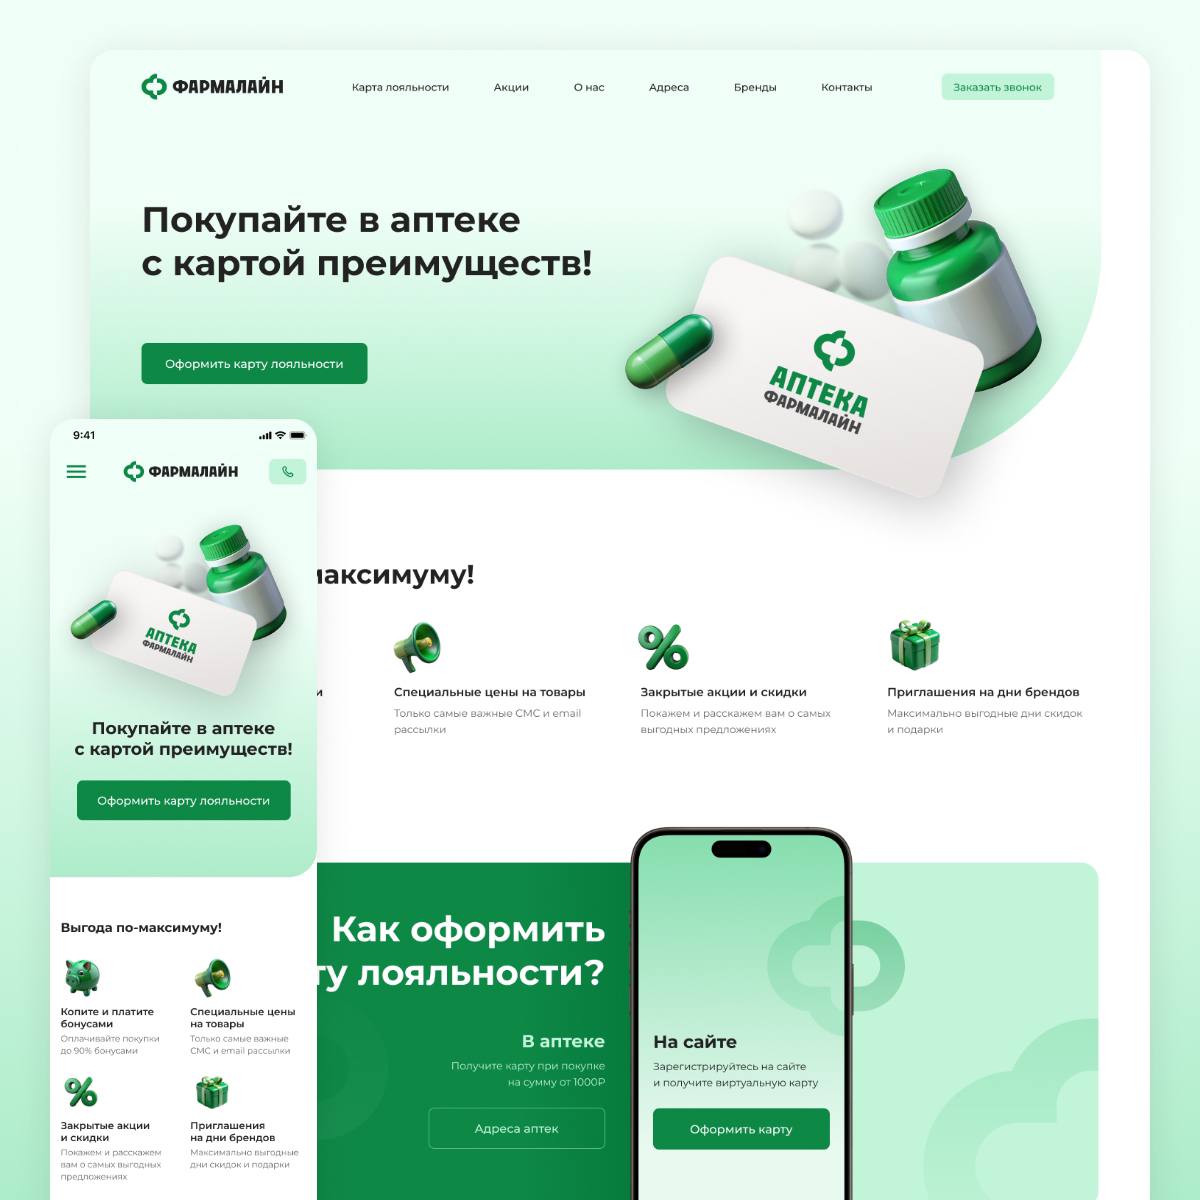 ФАРМАЛАЙН
Карта лояльности
Акции
О нас
Адреса
Бренды
Контакты
Заказать звонок
Покупайте в аптеке
с картой преимуществ!
Оформить карту лояльности
АПТЕКА
ФАРМАЛАЙН
9:41
ФАРМАЛАЙН
АПТЕКА
ФАРМАЛАЙН
Покупайте в аптеке
с картой преимуществ!
Оформить карту лояльности
Выгода по-максимуму!
Копите и платите
бонусами
Оплачивайте покупки
до 90% бонусами
Специальные цены
на товары
Только самые важные
СМС и email рассылки
Закрытые акции
и скидки
Покажем и расскажем
вам о самых выгодных
предложениях
Приглашения
на дни брендов
Максимально выгодные
дни скидок и подарки
максимуму!
и
Специальные цены на товары
Только самые важные СМС и email
рассылки
Закрытые акции и скидки
Покажем и расскажем вам о самых
выгодных предложениях
Приглашения на дни брендов
Максимально выгодные дни скидок
и подарки
Как оформить
ту лояльности?
В аптеке
Получите карту при покупке
на сумму от 1000₽
Адреса аптек
На сайте
Зарегистрируйтесь на сайте
и получите виртуальную карту
Оформить карту